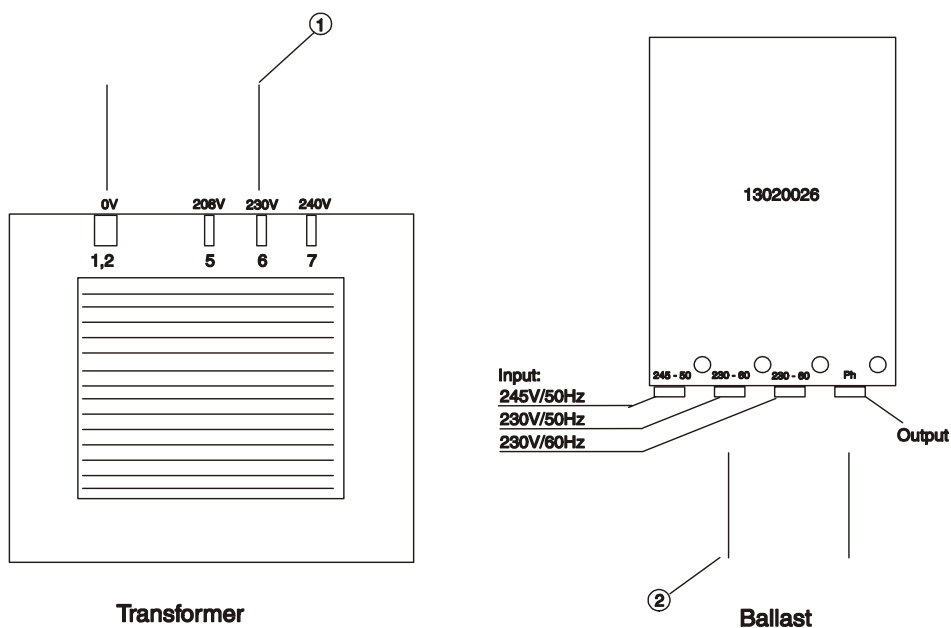 1
0V 208V 230V 240V
1,2 5 6 7
Transformer
13020026
245 - 50 230 - 60 230 - 60 Ph
Input:
245V/50Hz
230V/50Hz
230V/60Hz
Output
2
Ballast